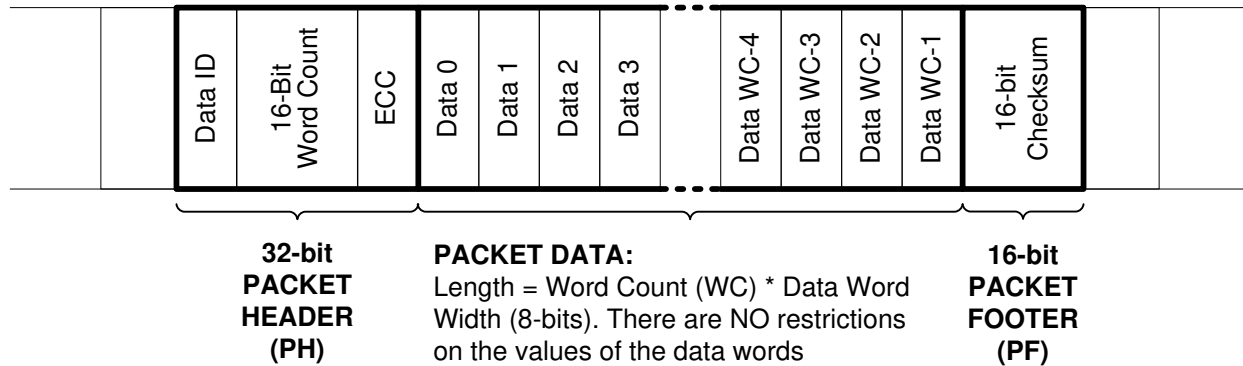 Data ID
16-Bit
Word Count
ECC
Data 0
Data 1
Data 2
Data 3
Data WC-4
Data WC-3
Data WC-2
Data WC-1
16-bit
Checksum
32-bit
PACKET
HEADER
(PH)
PACKET DATA:
Length = Word Count (WC) * Data Word
Width (8-bits). There are NO restrictions
on the values of the data words
16-bit
PACKET
FOOTER
(PF)